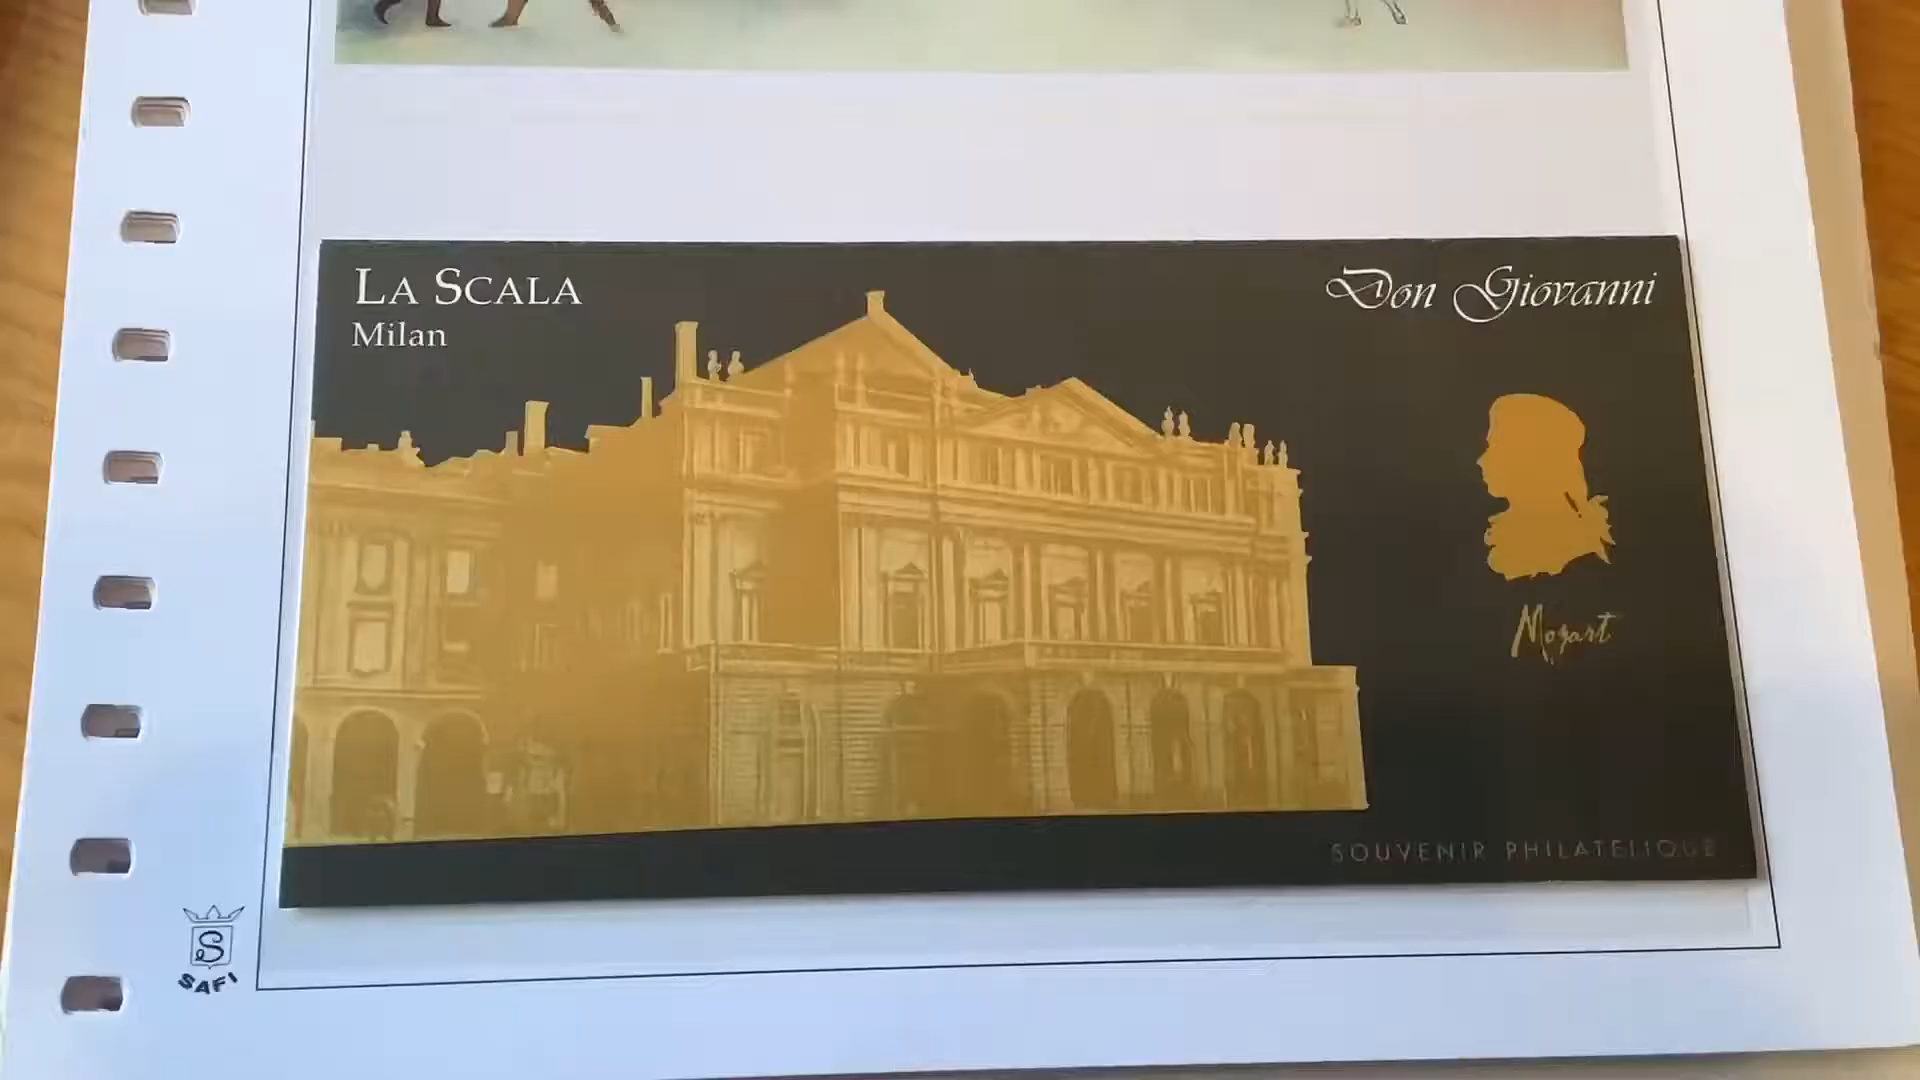 LA SCALA
Milan
Don Giovanni
Mozart
SOUVENIR PHILATELIQUE
S
SAFI